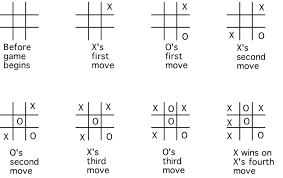 Before
game
begins
X
X's
first
move
X
O
O's
first
move
X
X O
X's
second
move
X
O
X O
O's
second
move
X X
O
X O
X's
third
move
X O X
O
X O
O's
third
move
X O X
X O
X O
X wins on
X's fourth
move